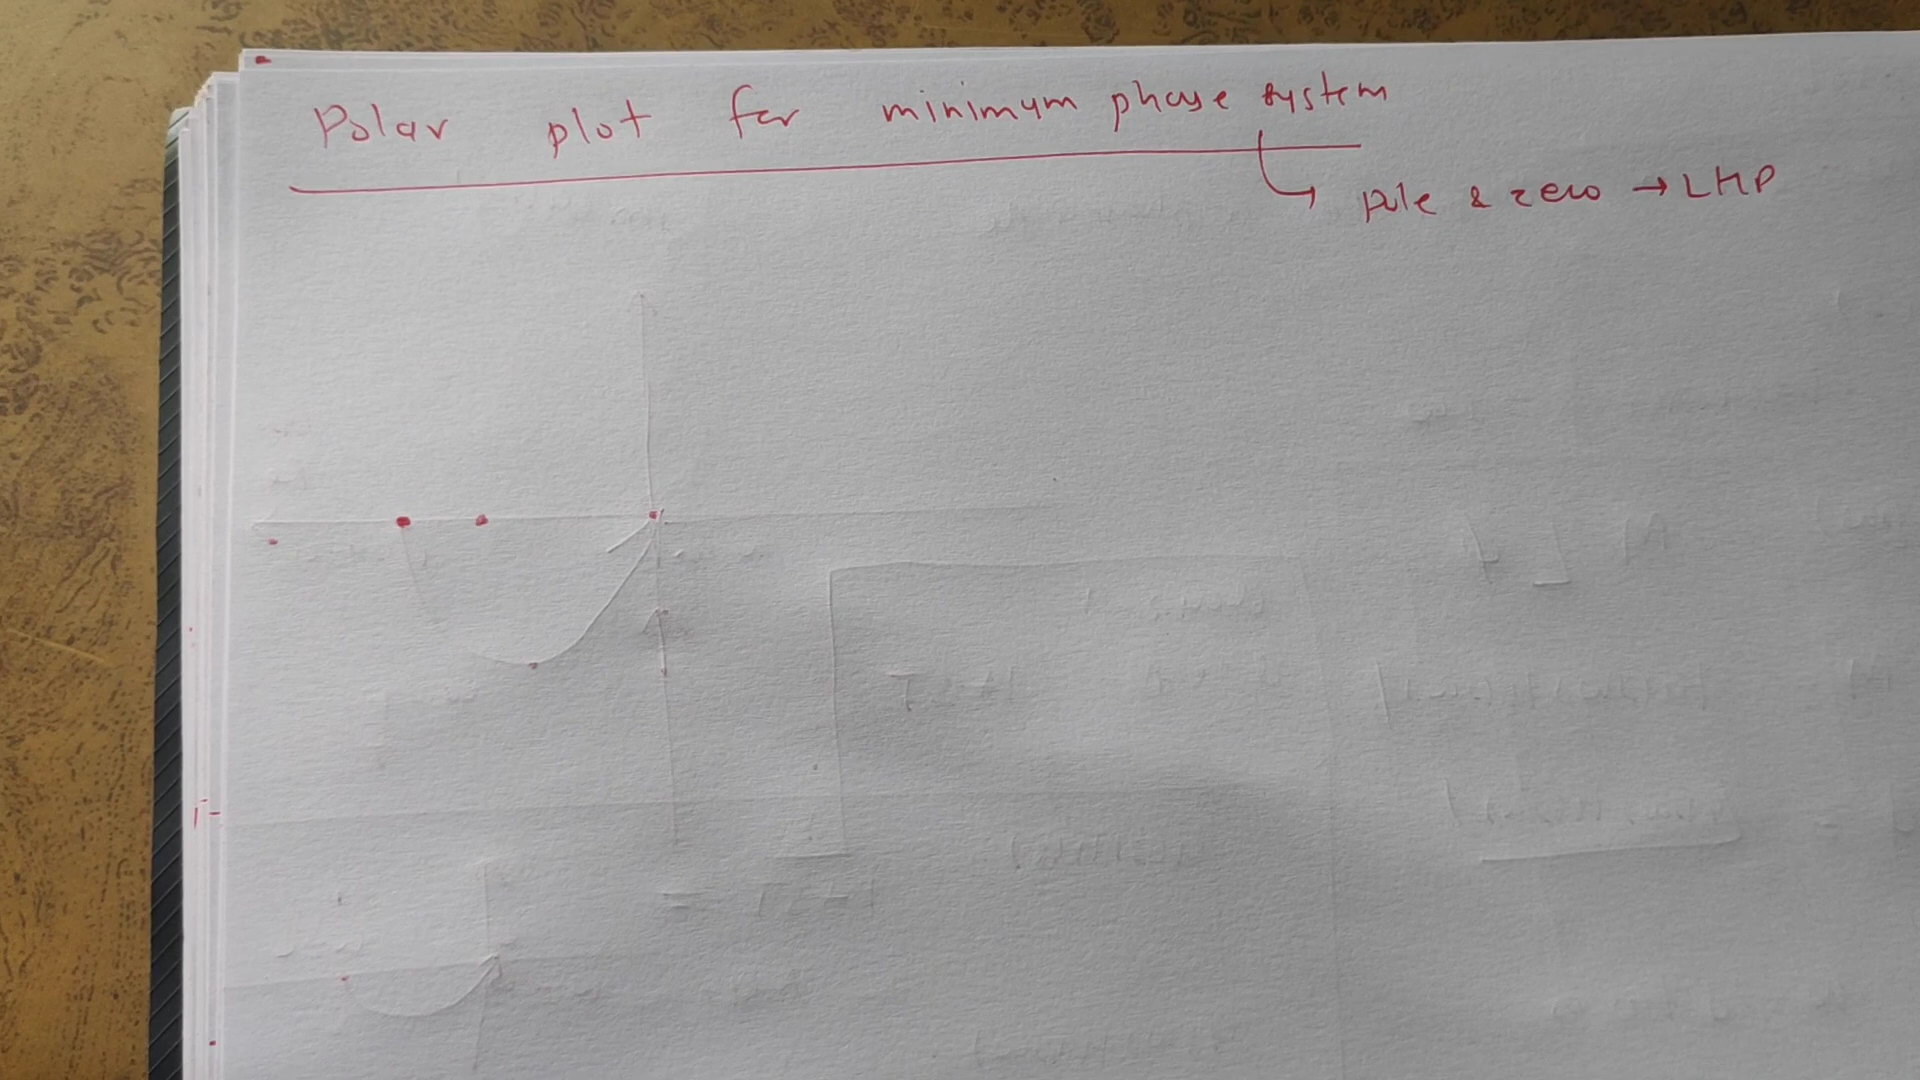 Polar plot for minimum phase system
pole & zero → LHP